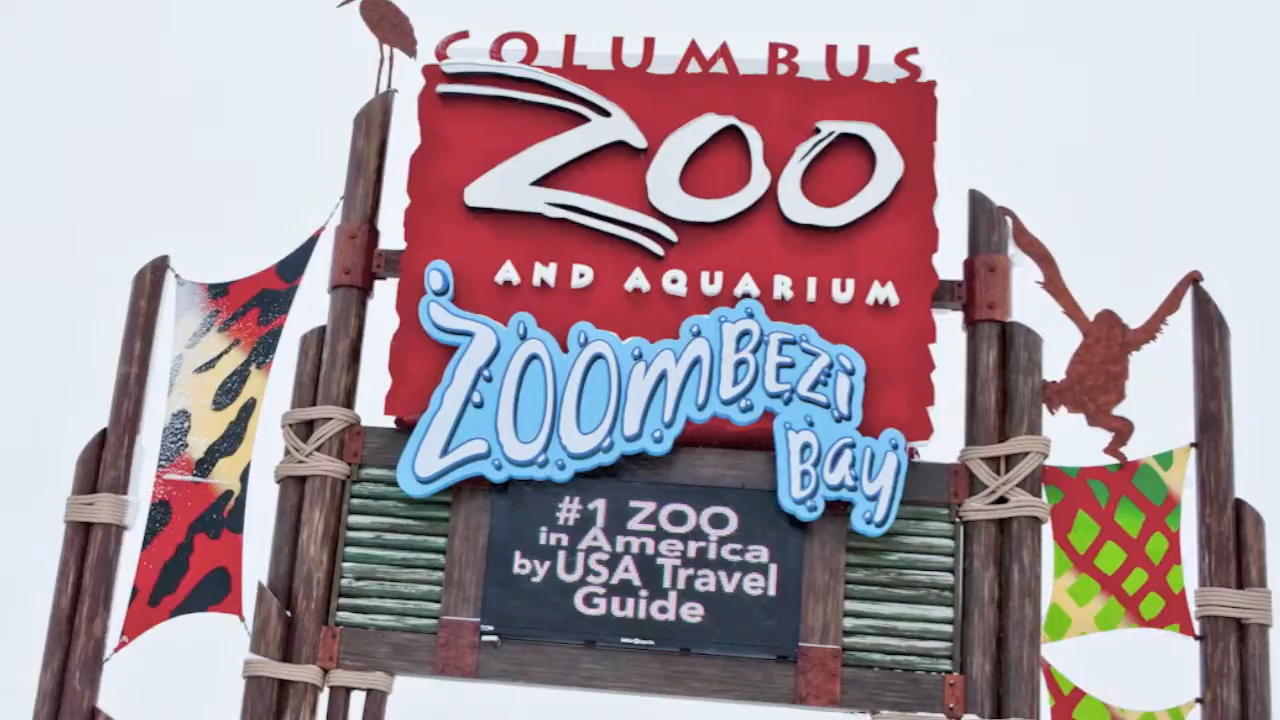 COLUMBUS
ZOO
AND AQUARIUM
ZOOmBEZi
BAY
#1 ZOO
in America
by USA Travel
Guide